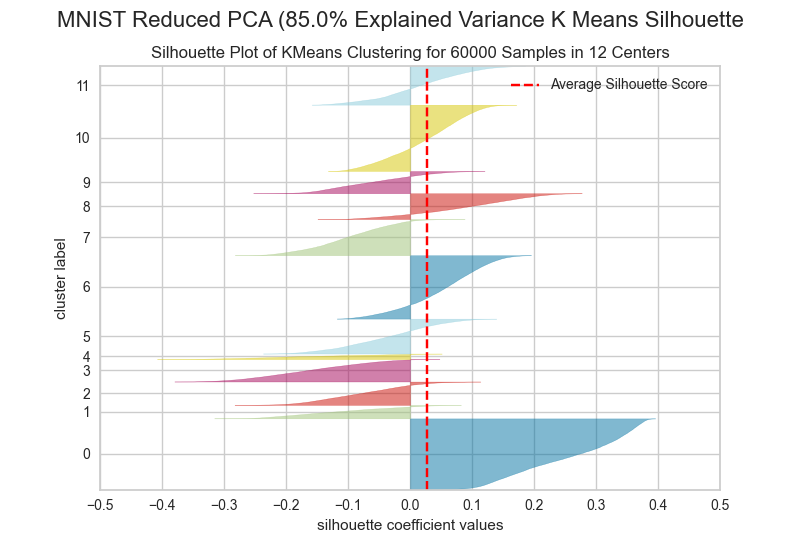 MNIST Reduced PCA (85.0% Explained Variance K Means Silhouette
Silhouette Plot of KMeans Clustering for 60000 Samples in 12 Centers
Average Silhouette Score
cluster label
11
10
9
8
7
6
5
4
3
2
1
0
−0.5 −0.4 −0.3 −0.2 −0.1 0.0 0.1 0.2 0.3 0.4 0.5
silhouette coefficient values